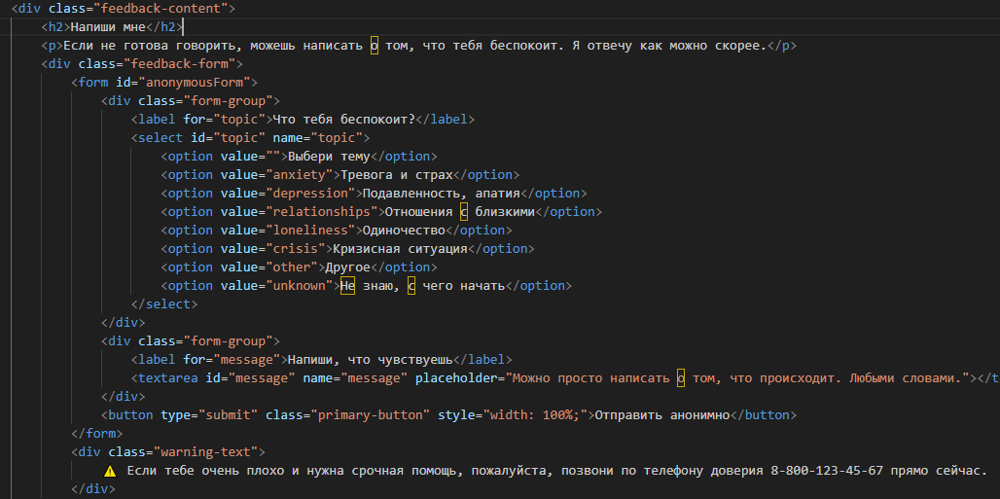 <div class="feedback-content">
<h2>Напиши мне</h2>
<p>Если не готова говорить, можешь написать о том, что тебя беспокоит. Я отвечу как можно скорее.</p>
<div class="feedback-form">
<form id="anonymousForm">
<div class="form-group">
<label for="topic">Что тебя беспокоит?</label>
<select id="topic" name="topic">
<option value="">Выбери тему</option>
<option value="anxiety">Тревога и страх</option>
<option value="depression">Подавленность, апатия</option>
<option value="relationships">Отношения с близкими</option>
<option value="loneliness">Одиночество</option>
<option value="crisis">Кризисная ситуация</option>
<option value="other">Другое</option>
<option value="unknown">Не знаю, с чего начать</option>
</select>
</div>
<div class="form-group">
<label for="message">Напиши, что чувствуешь</label>
<textarea id="message" name="message" placeholder="Можно просто написать о том, что происходит. Любыми словами."></t
</div>
<button type="submit" class="primary-button" style="width: 100%;">Отправить анонимно</button>
</form>
<div class="warning-text">
⚠️ Если тебе очень плохо и нужна срочная помощь, пожалуйста, позвони по телефону доверия 8-800-123-45-67 прямо сейчас.
</div>